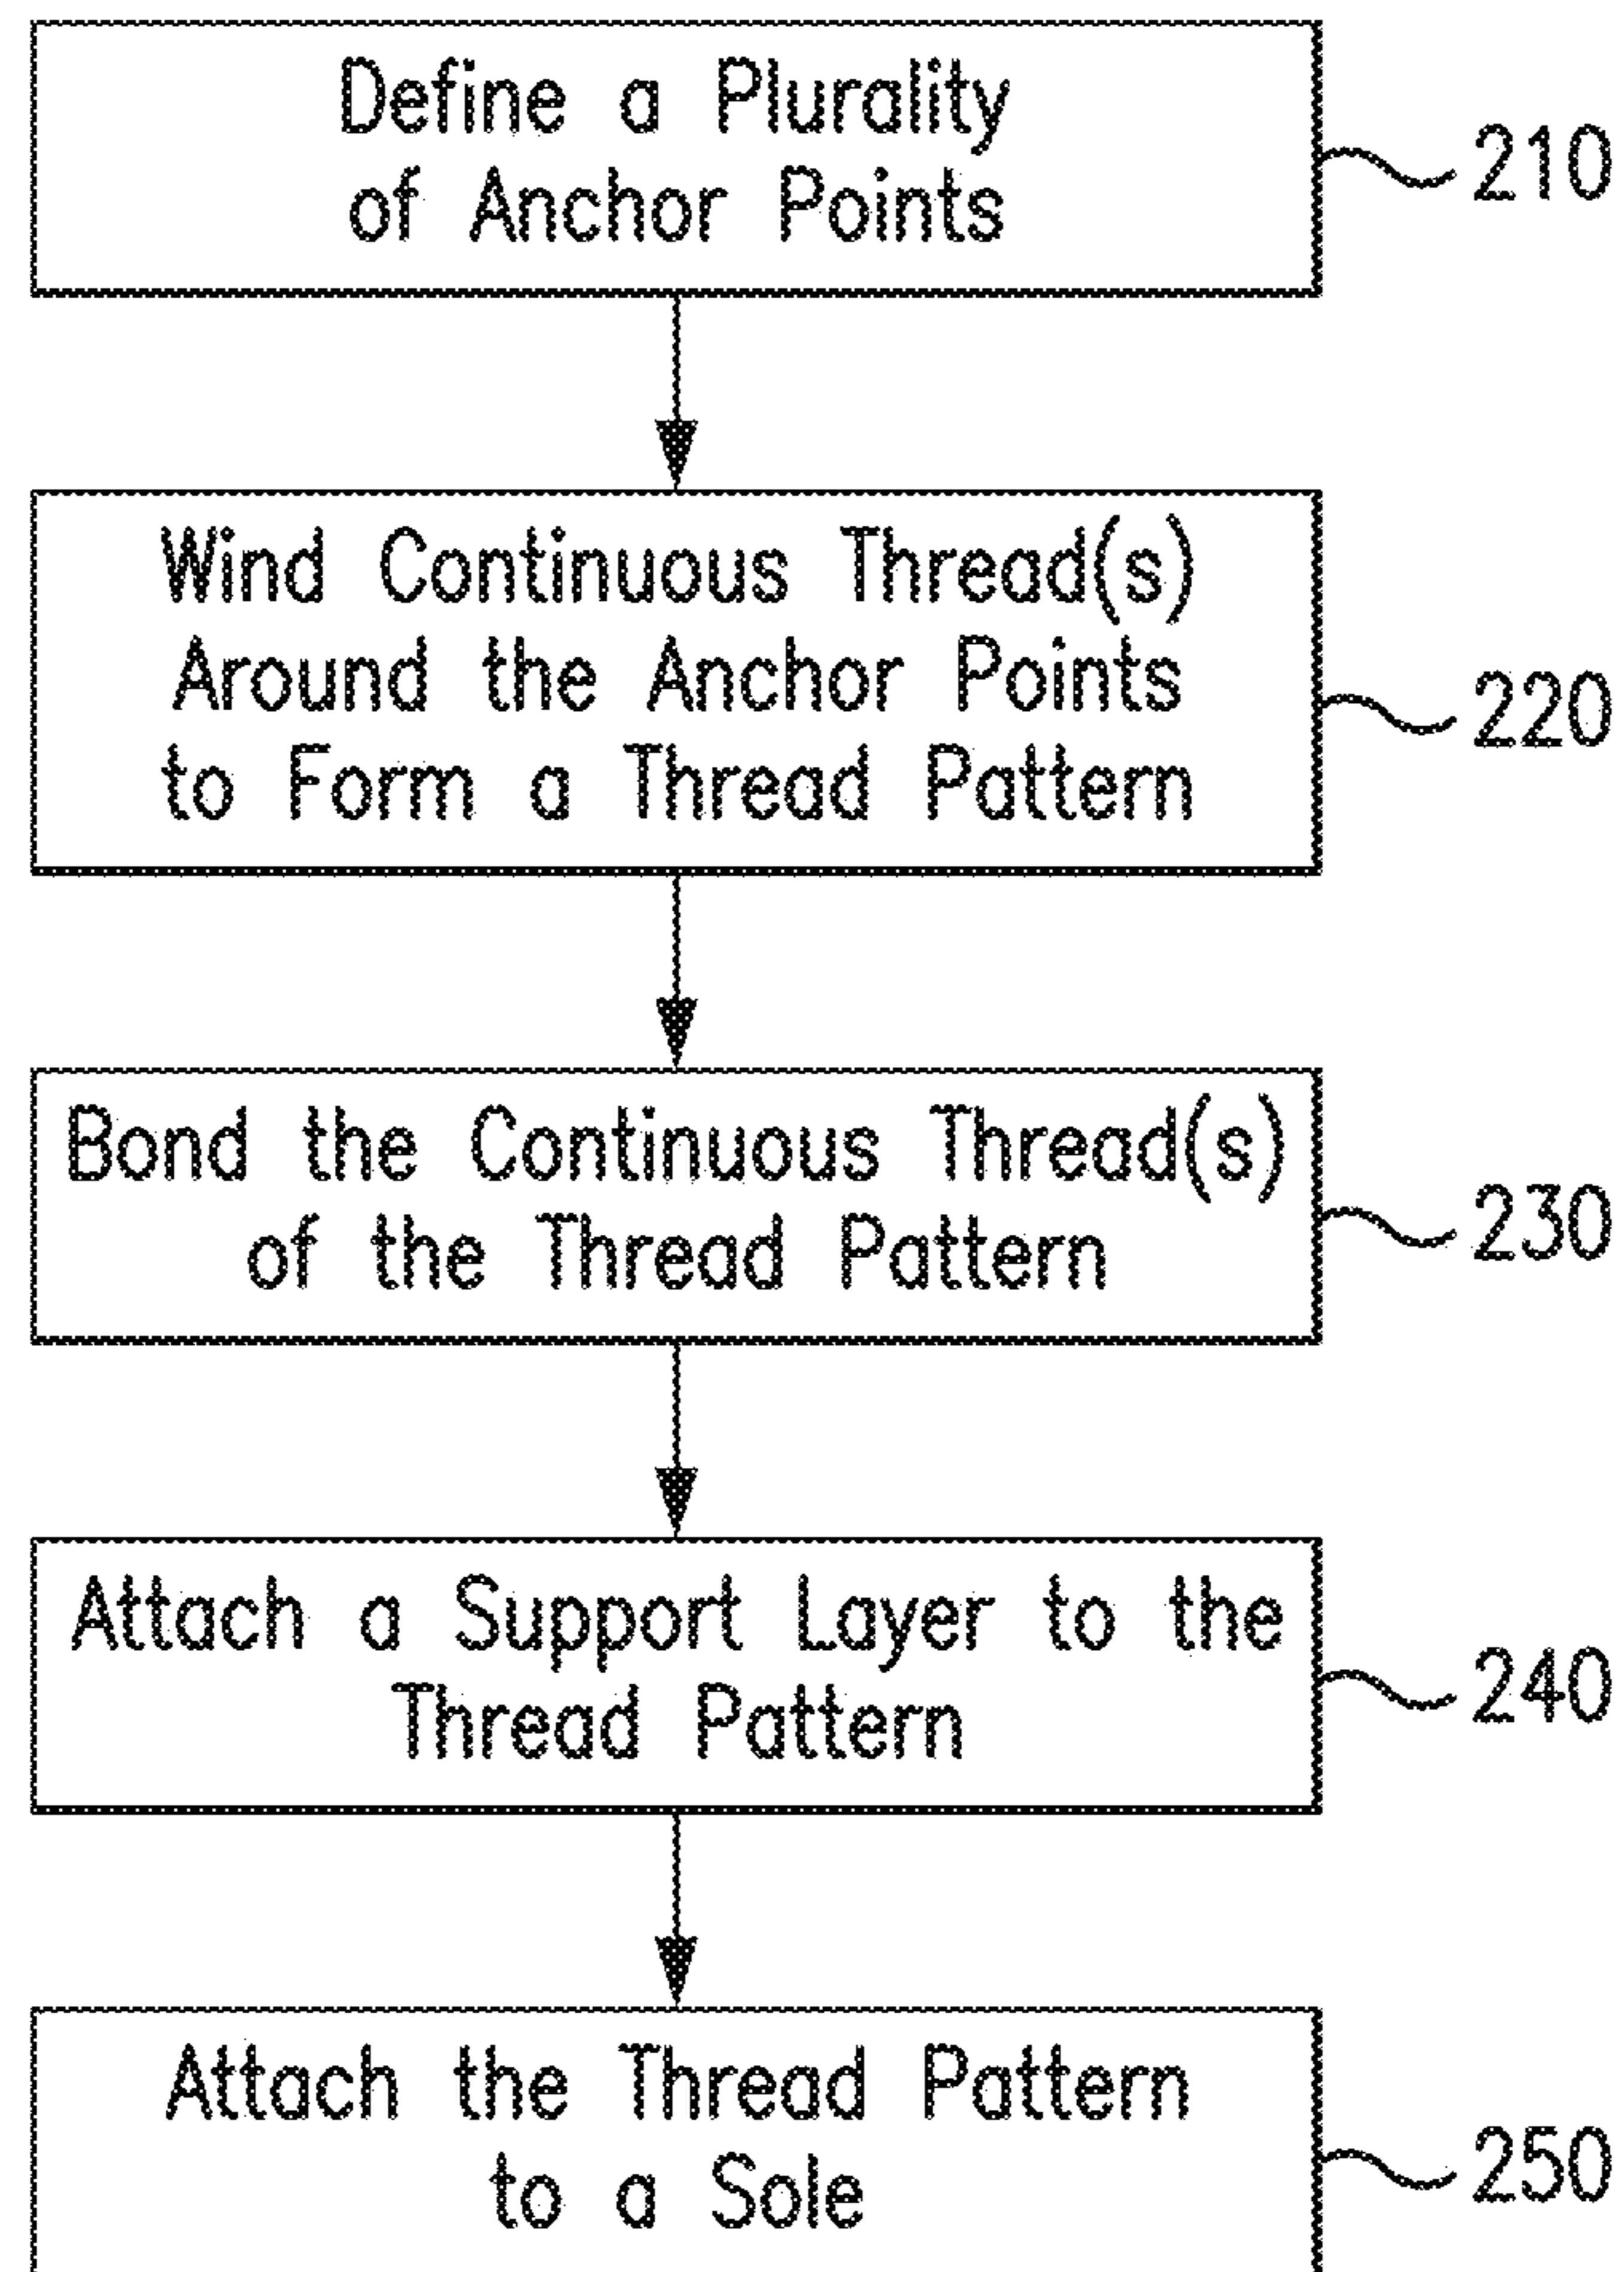 Define a Plurality
of Anchor Points
210
Wind Continuous Thread(s)
Around the Anchor Points
to Form a Thread Pattern
220
Bond the Continuous Thread(s)
of the Thread Pattern
230
Attach a Support Layer to the
Thread Pattern
240
Attach the Thread Pattern
to a Sole
250